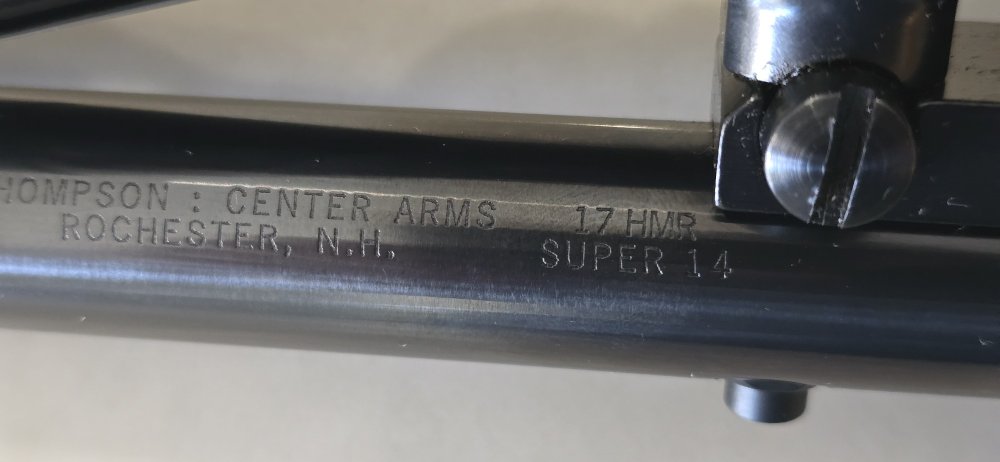 HOMPSON : CENTER ARMS
ROCHESTER, N.H.
17 HMR
SUPER 14